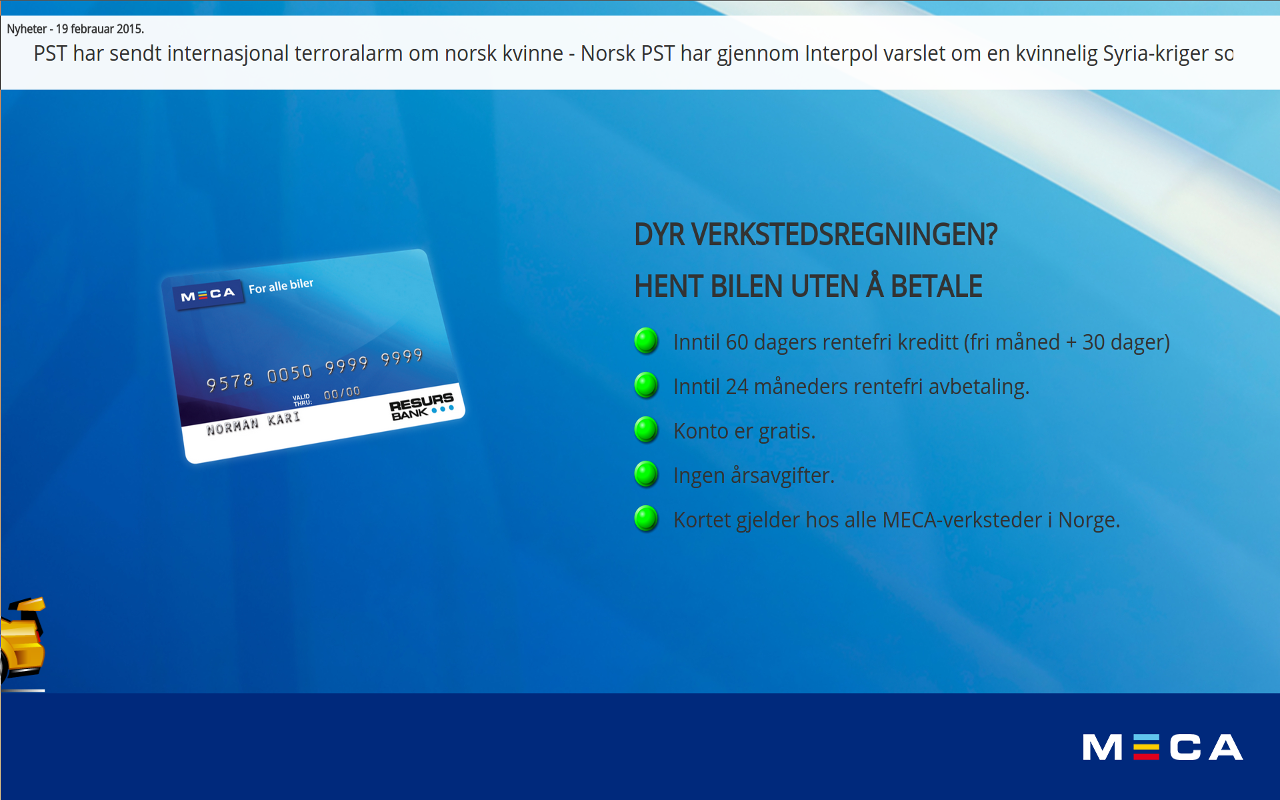 Nyheter - 19 februar 2015.
PST har sendt internasjonal terroralarm om norsk kvinne - Norsk PST har gjennom Interpol varslet om en kvinnelig Syria-kriger so
DYR VERKSTEDSREGNINGEN?
HENT BILEN UTEN Å BETALE
Inntil 60 dagers rentefri kreditt (fri måned + 30 dager)
Inntil 24 måneders rentefri avbetaling.
Konto er gratis.
Ingen årsavgifter.
Kortet gjelder hos alle MECA-verksteder i Norge.
MECA For alle biler
9578 0050 9999 9999
VALID THRU: 00/00
NORMAN KARI
RESURS BANK
MECA